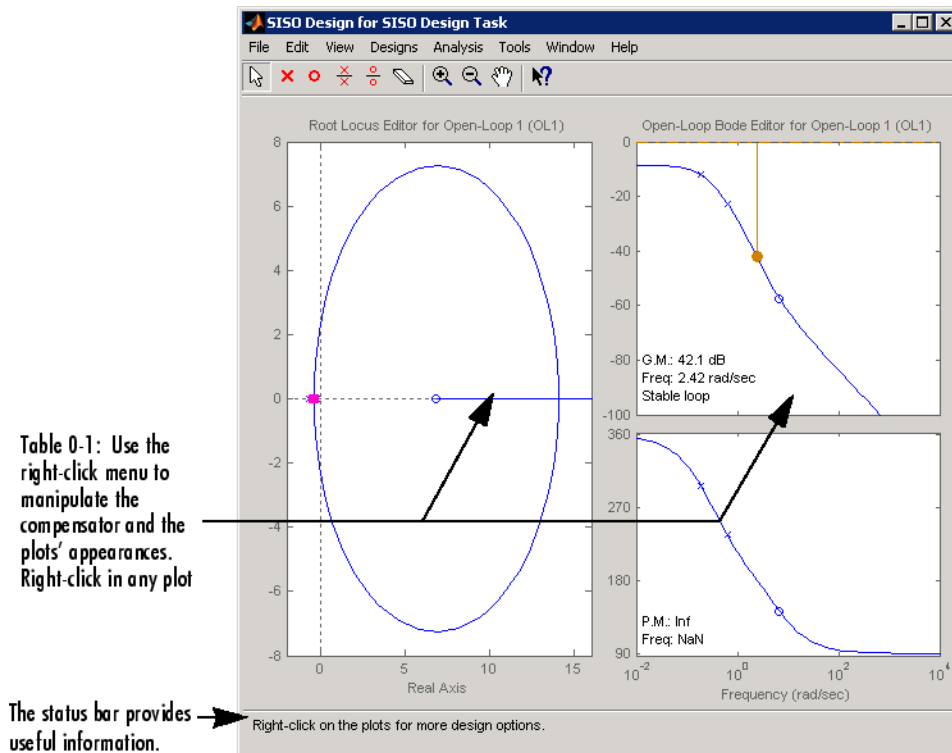 SISO Design for SISO Design Task
File Edit View Designs Analysis Tools Window Help
Root Locus Editor for Open-Loop 1 (OL1)
8
6
4
2
0
-2
-4
-6
-8
0 5 10 15
Real Axis
Open-Loop Bode Editor for Open-Loop 1 (OL1)
0
-20
-40
-60
-80
-100
G.M.: 42.1 dB
Freq: 2.42 rad/sec
Stable loop
360
270
180
90
P.M.: Inf
Freq: NaN
10^-2 10^0 10^2 10^4
Frequency (rad/sec)
Table 0-1: Use the
right-click menu to
manipulate the
compensator and the
plots' appearances.
Right-click in any plot
The status bar provides
useful information.
Right-click on the plots for more design options.